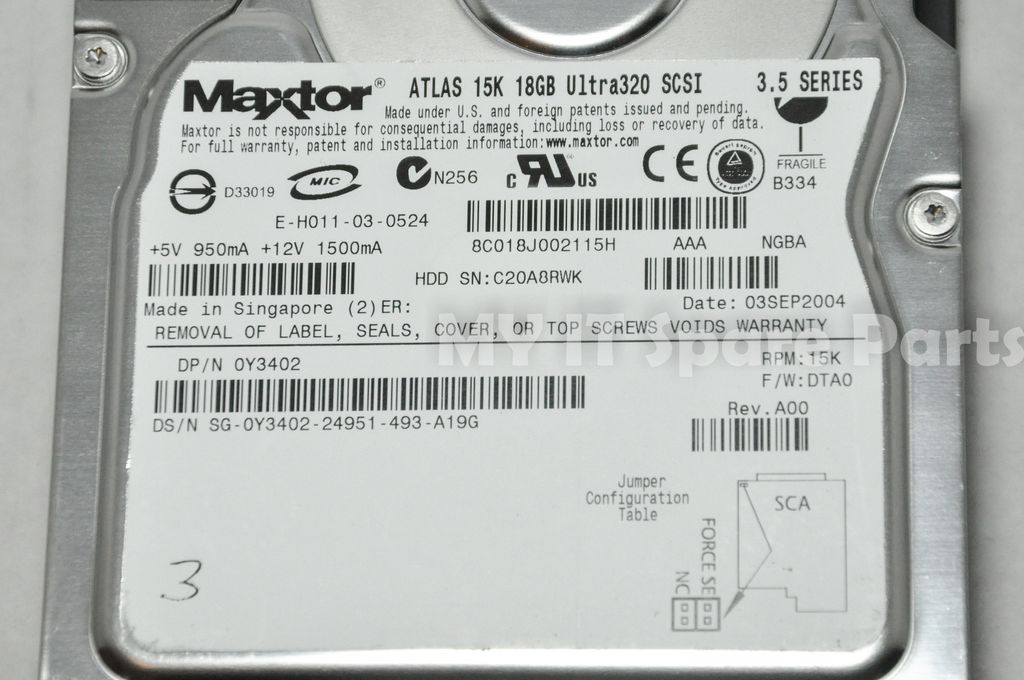 Maxtor® ATLAS 15K 18GB Ultra320 SCSI 3.5 SERIES
Made under U.S. and foreign patents issued and pending.
Maxtor is not responsible for consequential damages, including loss or recovery of data.
For full warranty, patent and installation information:www.maxtor.com
FRAGILE
D33019 MIC N256 c RU US CE B334
E-H011-03-0524
+5V 950mA +12V 1500mA 8C018J002115H AAA NGBA
HDD SN:C20A8RWK
Made in Singapore (2)ER: Date: 03SEP2004
REMOVAL OF LABEL, SEALS, COVER, OR TOP SCREWS VOIDS WARRANTY
MY IT Spare Parts
DP/N 0Y3402 RPM:15K
F/W:DTA0
Rev.A00
DS/N SG-0Y3402-24951-493-A19G
Jumper
Configuration
Table
SCA
FORCE SE
NC
3